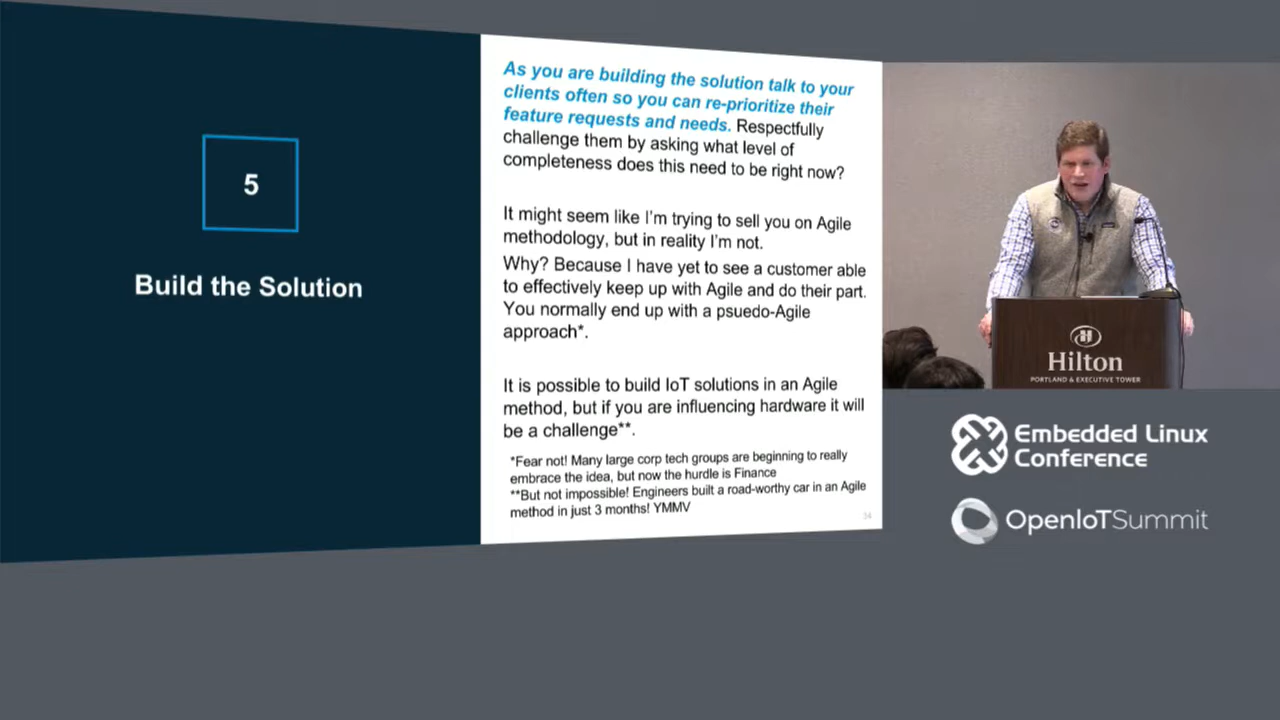 5
Build the Solution
As you are building the solution talk to your
clients often so you can re-prioritize their
feature requests and needs. Respectfully
challenge them by asking what level of
completeness does this need to be right now?
It might seem like I'm trying to sell you on Agile
methodology, but in reality I'm not.
Why? Because I have yet to see a customer able
to effectively keep up with Agile and do their part.
You normally end up with a psuedo-Agile
approach*.
It is possible to build IoT solutions in an Agile
method, but if you are influencing hardware it will
be a challenge**.
*Fear not! Many large corp tech groups are beginning to really
embrace the idea, but now the hurdle is Finance
**But not impossible! Engineers built a road-worthy car in an Agile
method in just 3 months! YMMV
34
Hilton
PORTLAND & EXECUTIVE TOWER
Embedded Linux
Conference
OpenIoTSummit